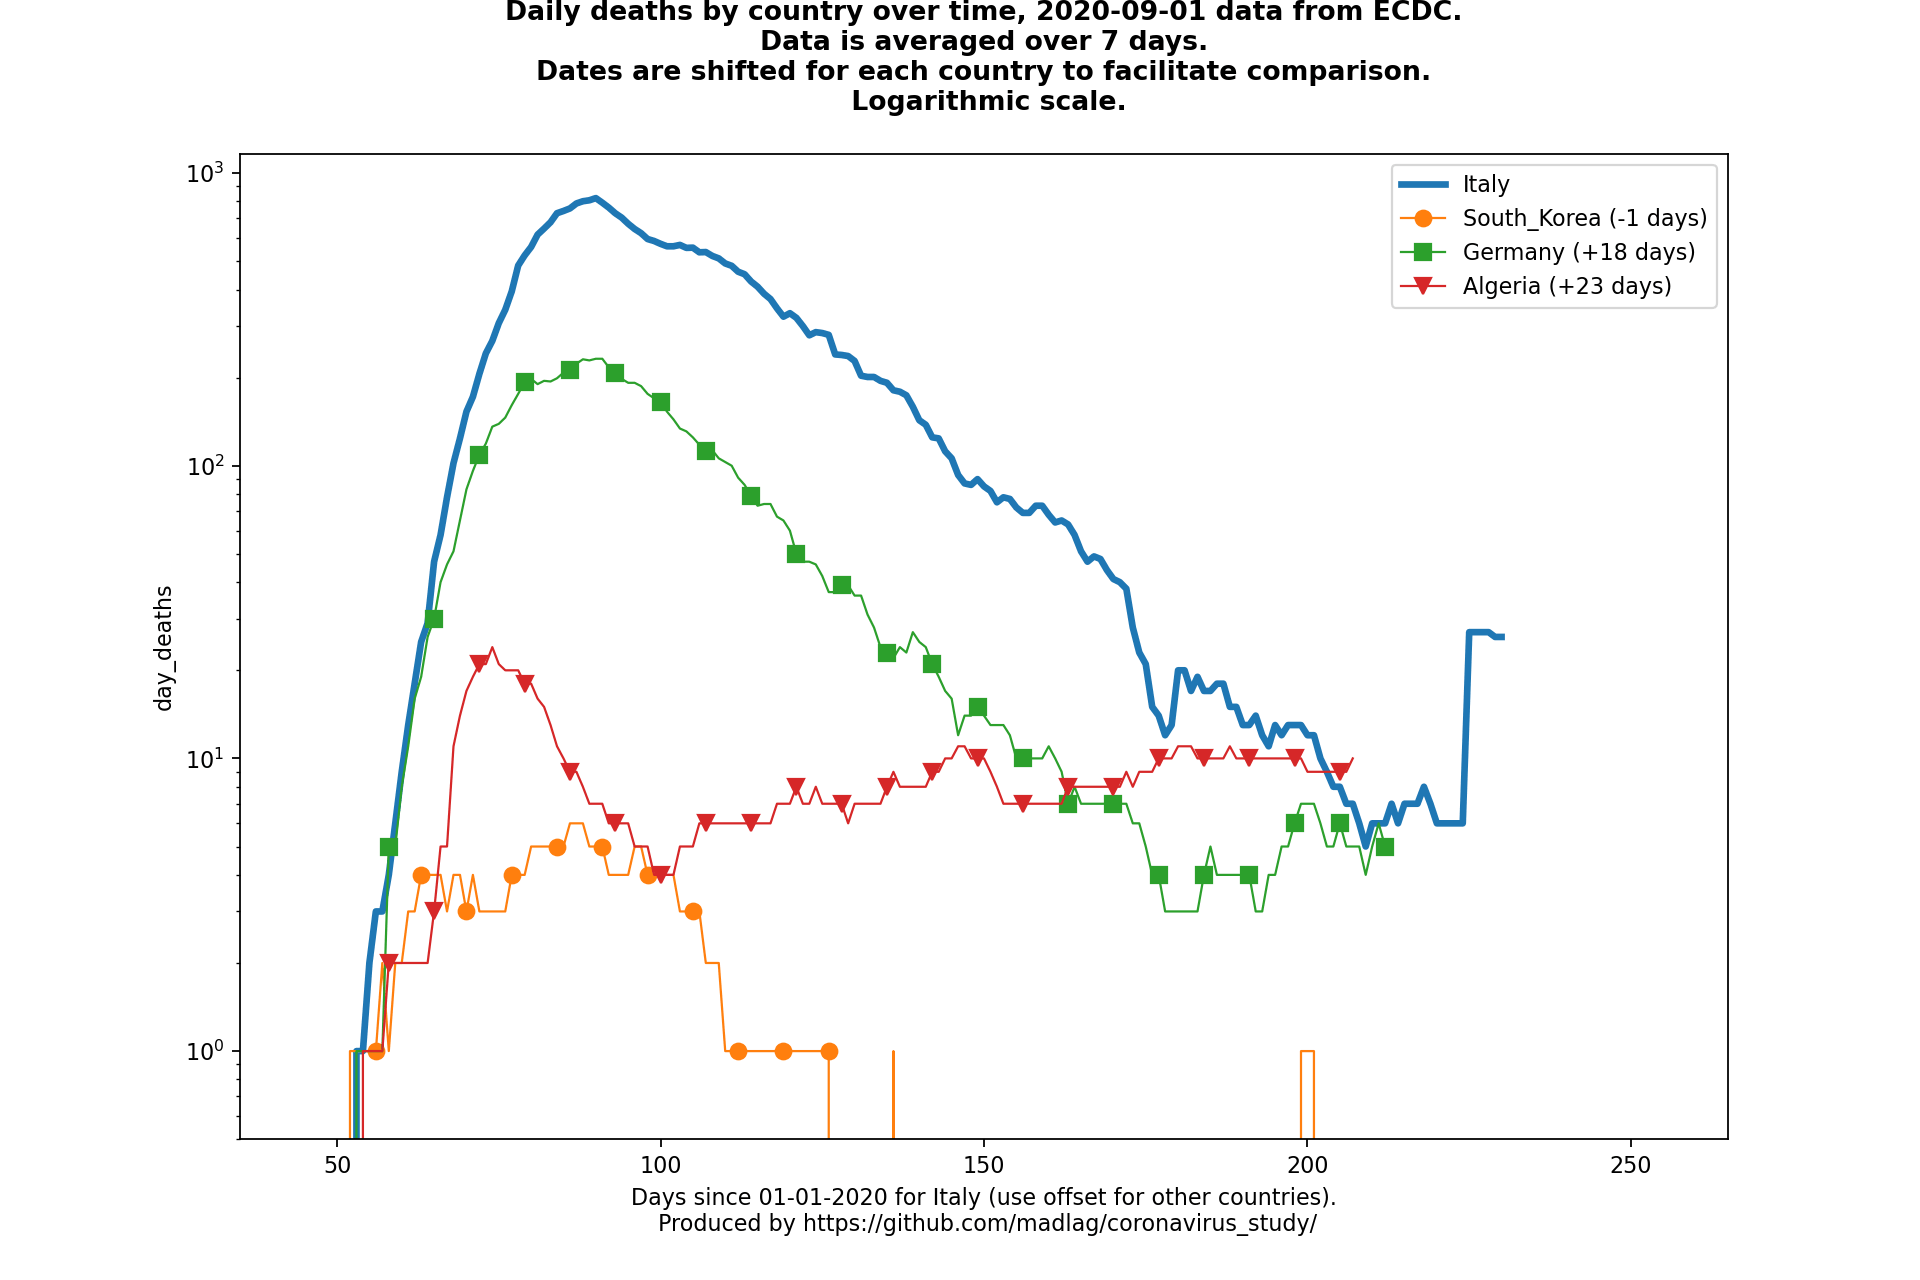 Daily deaths by country over time, 2020-09-01 data from ECDC.
Data is averaged over 7 days.
Dates are shifted for each country to facilitate comparison.
Logarithmic scale.
10³
10²
10¹
10⁰
day_deaths
Italy
South_Korea (-1 days)
Germany (+18 days)
Algeria (+23 days)
50 100 150 200 250
Days since 01-01-2020 for Italy (use offset for other countries).
Produced by https://github.com/madlag/coronavirus_study/